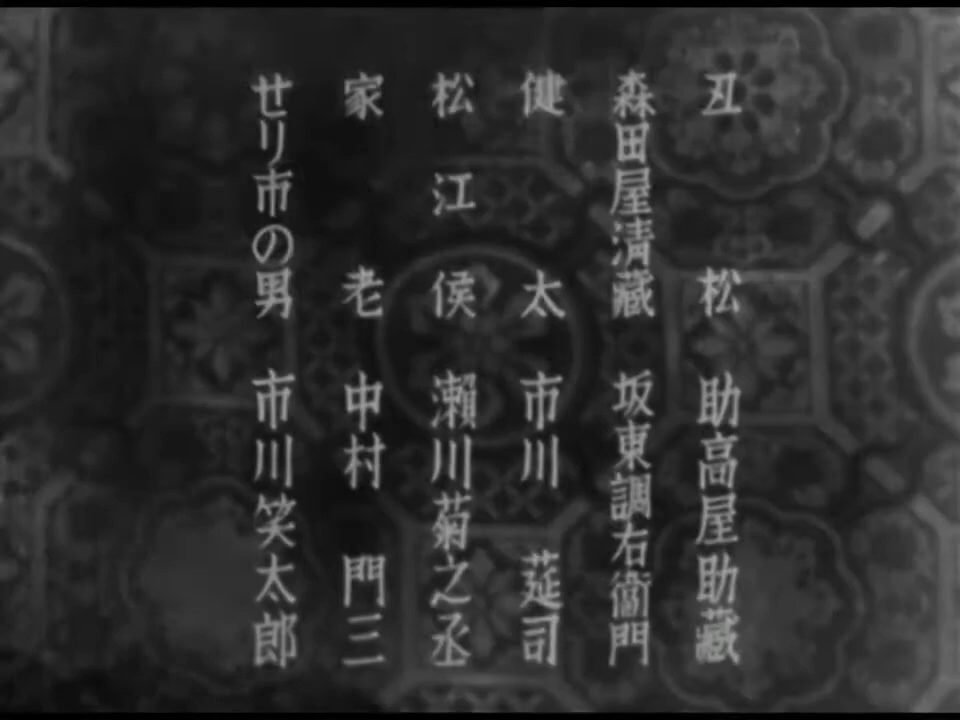 丑松 助高屋助蔵
森田屋清蔵 坂東調右衛門
健太 市川莚司
松江侯 瀬川菊之丞
家老 中村門三
せり市の男 市川笑太郎